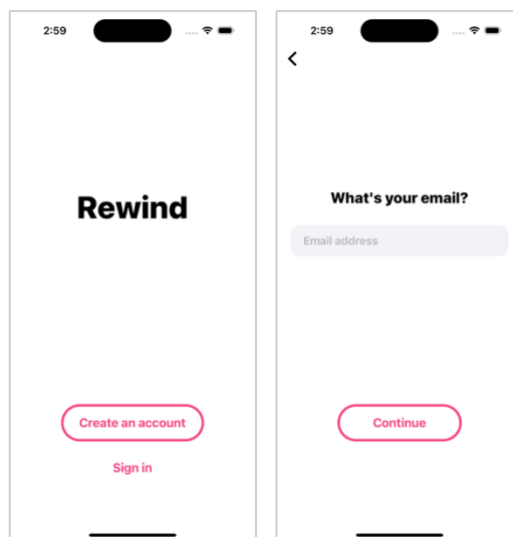 2:59
Rewind
Create an account
Sign in
2:59
What's your email?
Email address
Continue